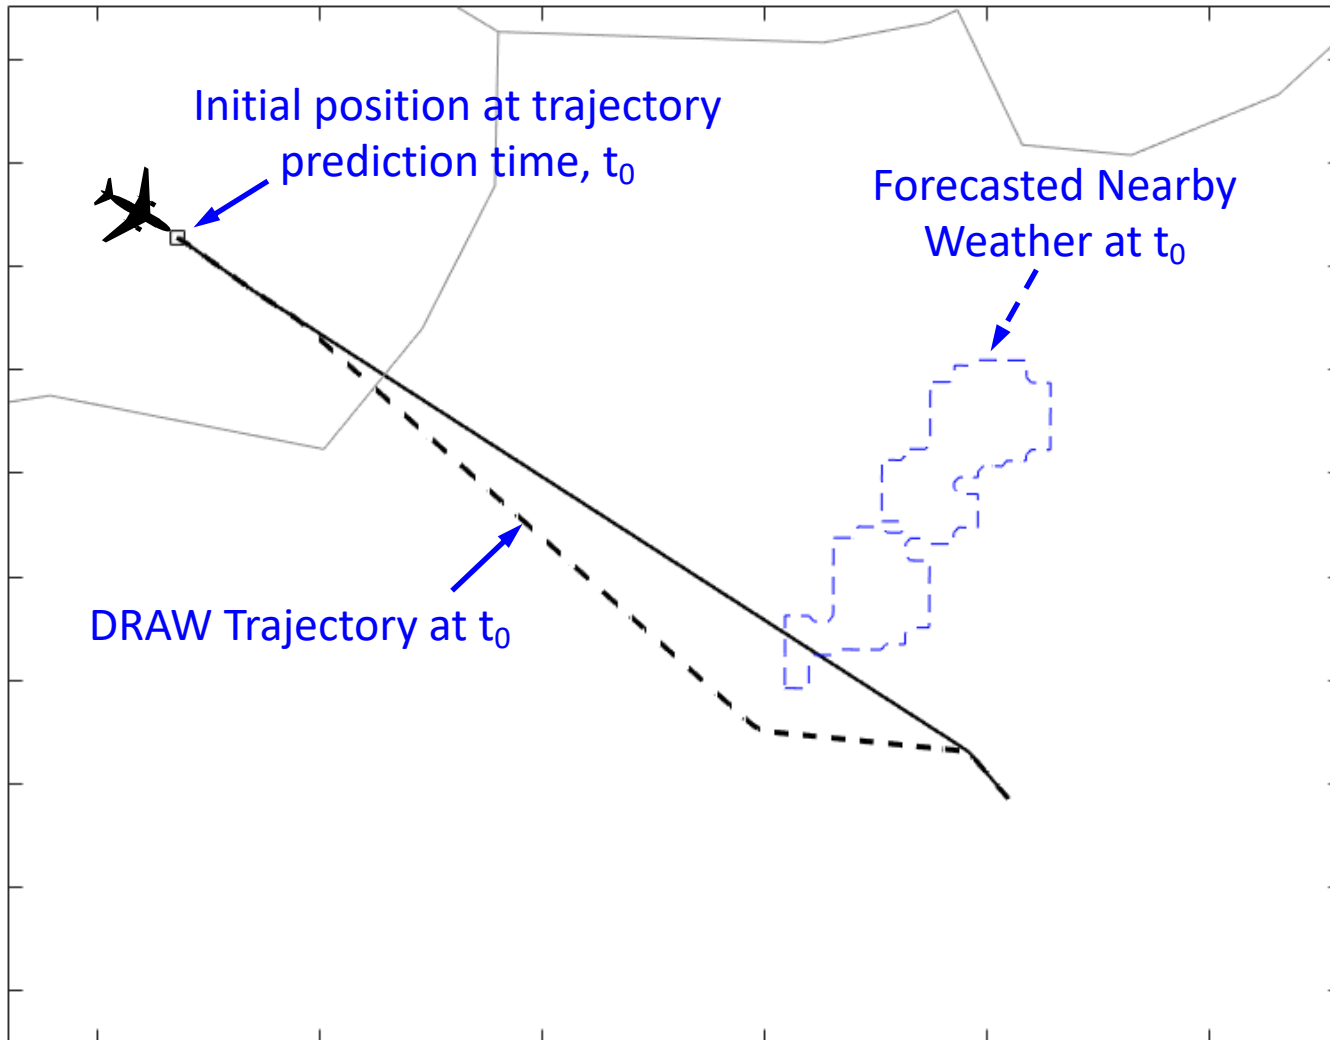 Initial position at trajectory
prediction time, t₀
Forecasted Nearby
Weather at t₀
DRAW Trajectory at t₀